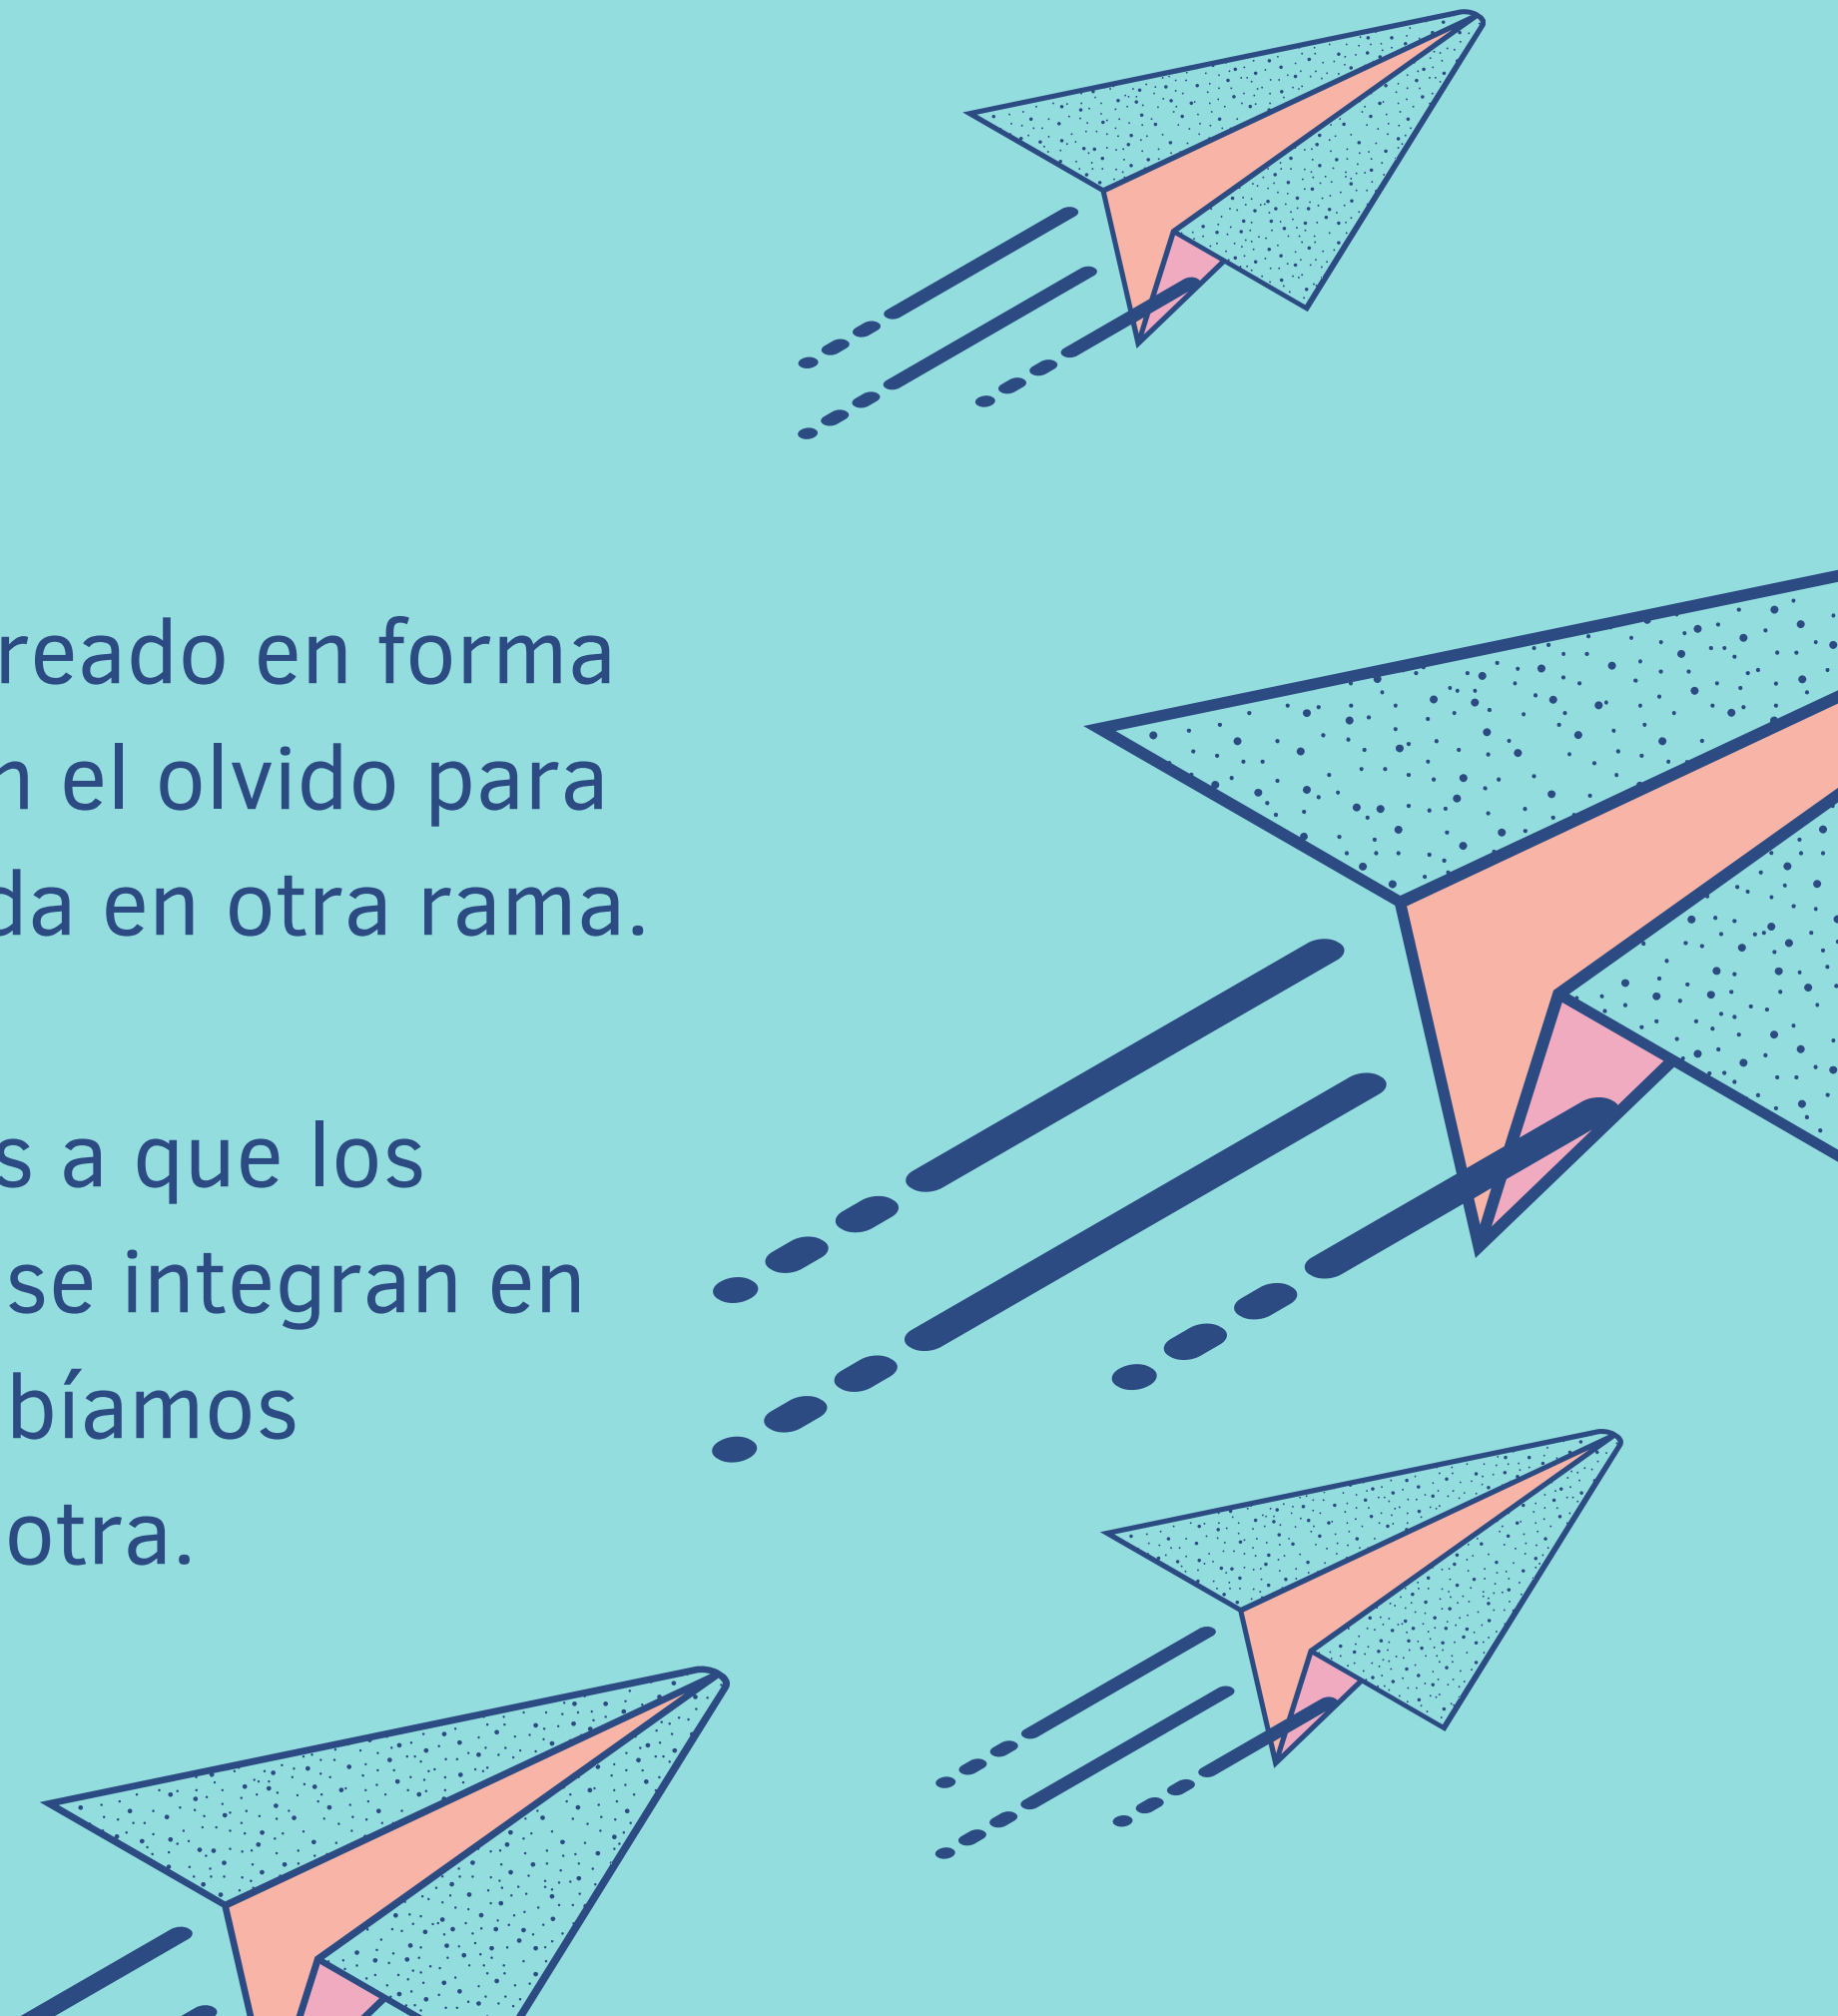 reado en forma
n el olvido para
da en otra rama.
s a que los
se integran en
bíamos
otra.